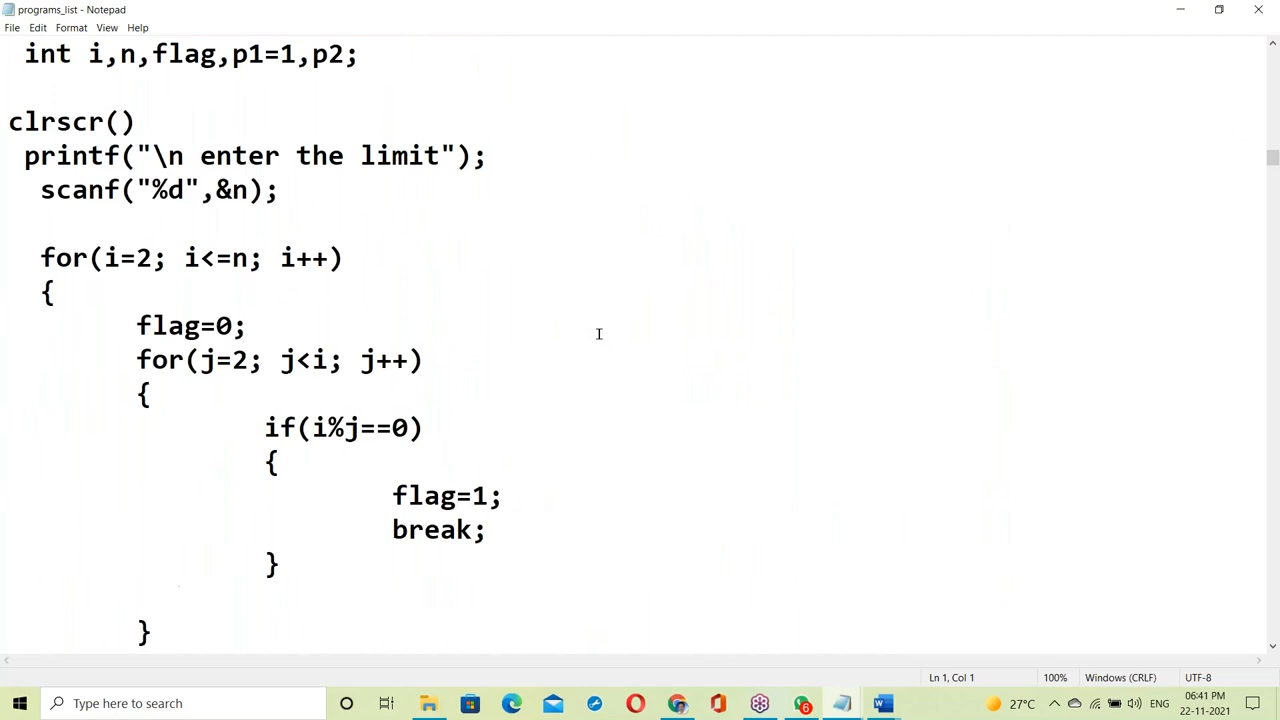 programs_list - Notepad
File Edit Format View Help
int i,n,flag,p1=1,p2;
clrscr()
printf("\n enter the limit");
scanf("%d",&n);
for(i=2; i<=n; i++)
{
flag=0;
for(j=2; j<i; j++)
{
if(i%j==0)
{
flag=1;
break;
}
}
Ln 1, Col 1 100% Windows (CRLF) UTF-8
Type here to search 6 27°C ENG 06:41 PM
22-11-2021